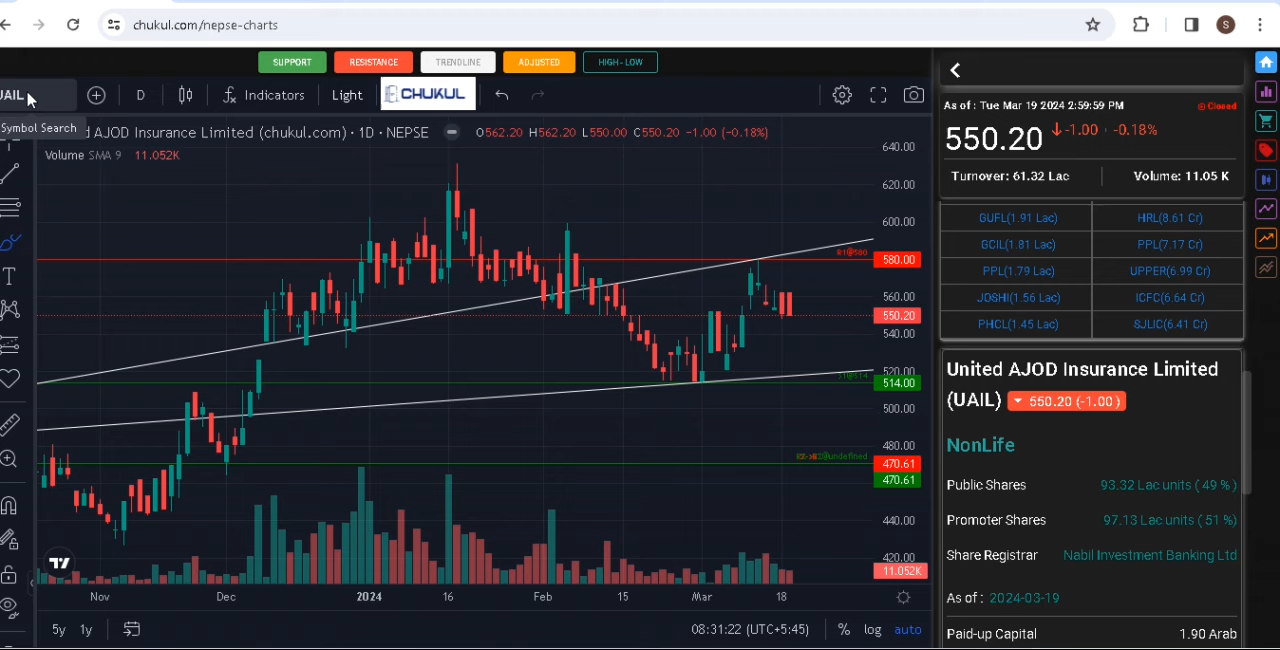 chukul.com/nepse-charts
S
SUPPORT RESISTANCE TRENDLINE ADJUSTED HIGH-LOW
UAIL D Indicators Light CHUKUL
Symbol Search
AJOD Insurance Limited (chukul.com) · 1D · NEPSE O562.20 H562.20 L550.00 C550.20 −1.00 (−0.18%)
Volume SMA 9 11.052K
640.00
620.00
600.00
R1@580
580.00
560.00
550.20
540.00
520.00
514.00
500.00
480.00
470.61
470.61
440.00
420.00
11.052K
Nov Dec 2024 16 Feb 15 Mar 18
5y 1y 08:31:22 (UTC+5:45) % log auto
As of : Tue Mar 19 2024 2:59:59 PM Closed
550.20 ↓-1.00 · -0.18%
Turnover: 61.32 Lac Volume: 11.05 K
GUFL(1.91 Lac) HRL(8.61 Cr)
GCIL(1.81 Lac) PPL(7.17 Cr)
PPL(1.79 Lac) UPPER(6.99 Cr)
JOSHI(1.56 Lac) ICFC(6.64 Cr)
PHCL(1.45 Lac) SJLIC(6.41 Cr)
United AJOD Insurance Limited
(UAIL) 550.20 (-1.00 )
NonLife
Public Shares 93.32 Lac units ( 49 % )
Promoter Shares 97.13 Lac units ( 51 %)
Share Registrar Nabil Investment Banking Ltd
As of : 2024-03-19
Paid-up Capital 1.90 Arab